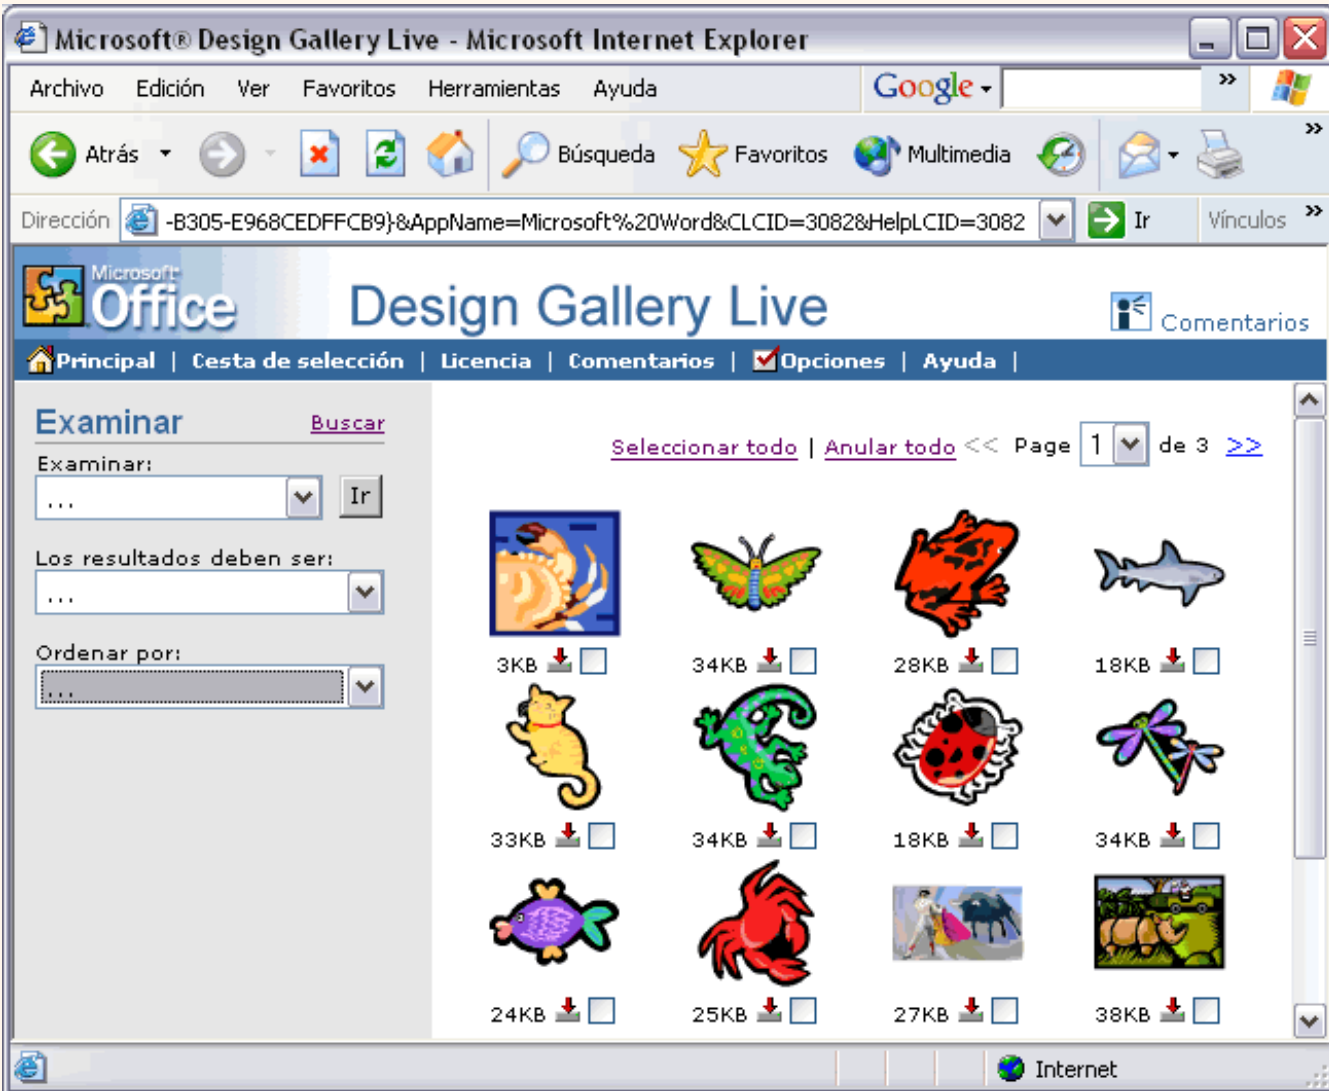 Microsoft® Design Gallery Live - Microsoft Internet Explorer
Archivo Edición Ver Favoritos Herramientas Ayuda Google »
Atrás Búsqueda Favoritos Multimedia »
Dirección -B305-E968CEDFFCB9}&AppName=Microsoft%20Word&CLCID=3082&HelpLCID=3082 Ir Vínculos »
Microsoft
Office Design Gallery Live Comentarios
Principal | Cesta de selección | Licencia | Comentarios | Opciones | Ayuda |
Examinar Buscar
Seleccionar todo | Anular todo << Page 1 de 3 >>
Examinar:
... Ir
Los resultados deben ser:
...
Ordenar por:
...
3KB 34KB 28KB 18KB
33KB 34KB 18KB 34KB
24KB 25KB 27KB 38KB
Internet